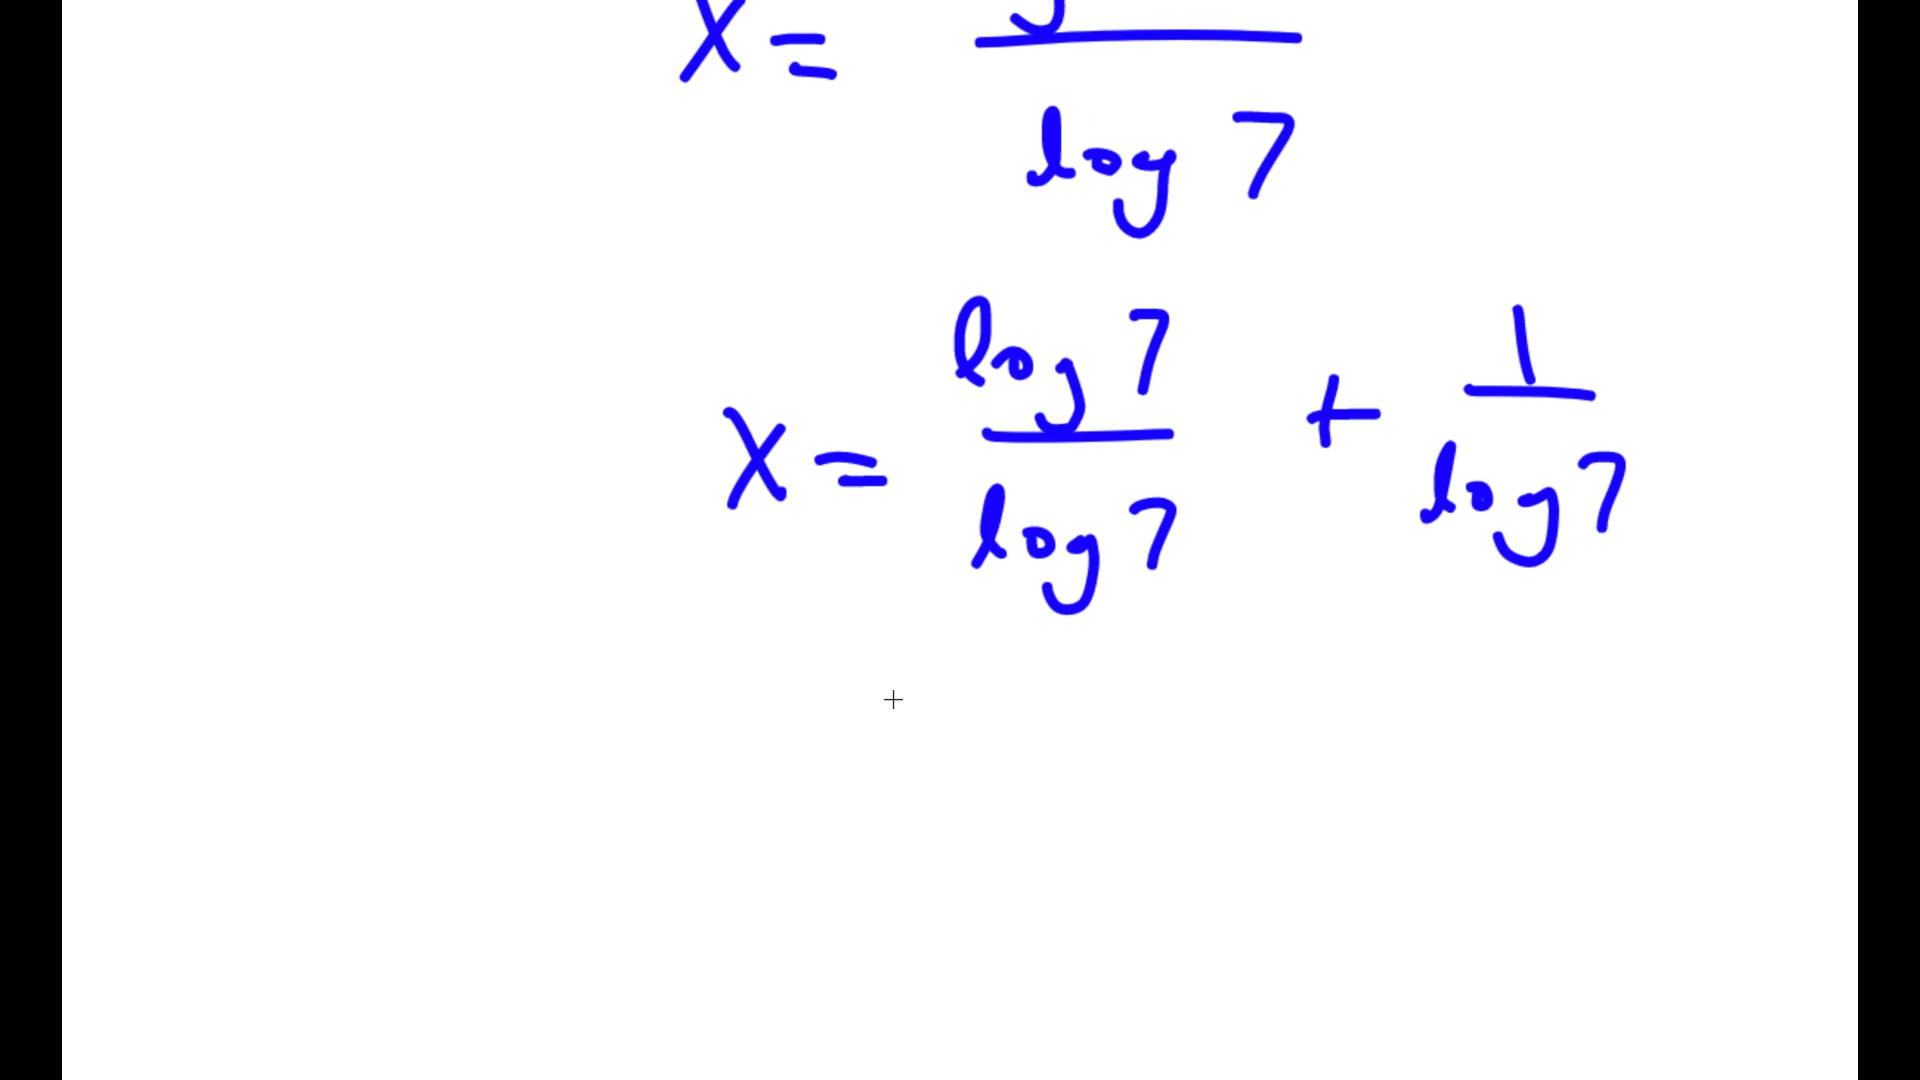 X =
log 7
X = log 7 / log 7 + 1 / log 7